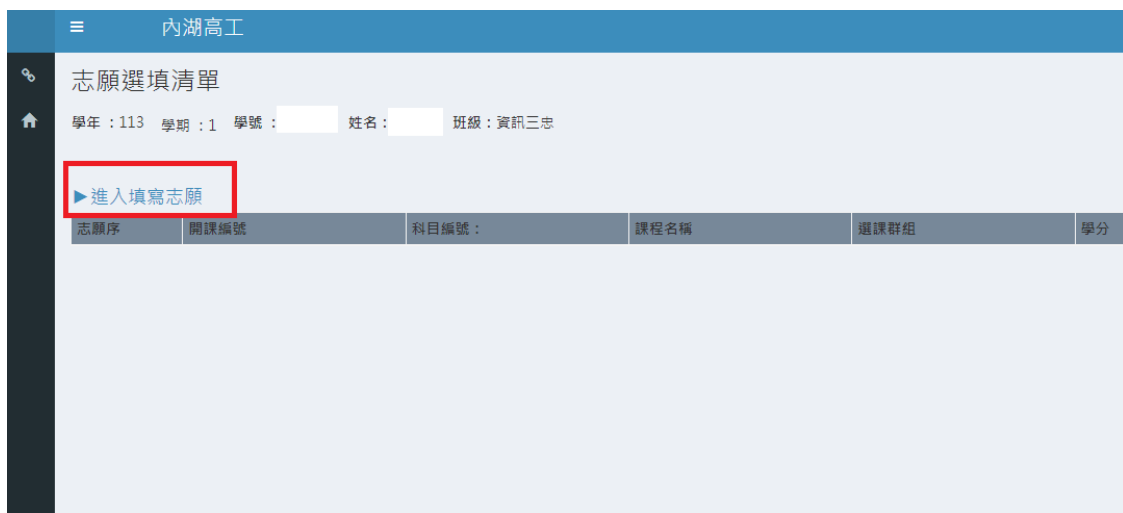 內湖高工
志願選填清單
學年：113 學期：1 學號： 姓名： 班級：資訊三忠
▶進入填寫志願
志願序 開課編號 科目編號： 課程名稱 選課群組 學分